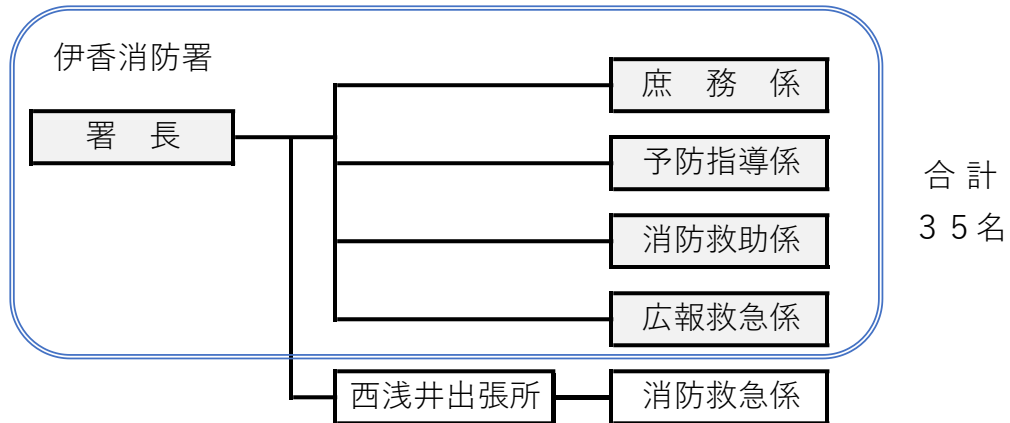 伊香消防署
署　長
庶　務　係
予防指導係
消防救助係
広報救急係
合 計
３５名
西浅井出張所
消防救急係